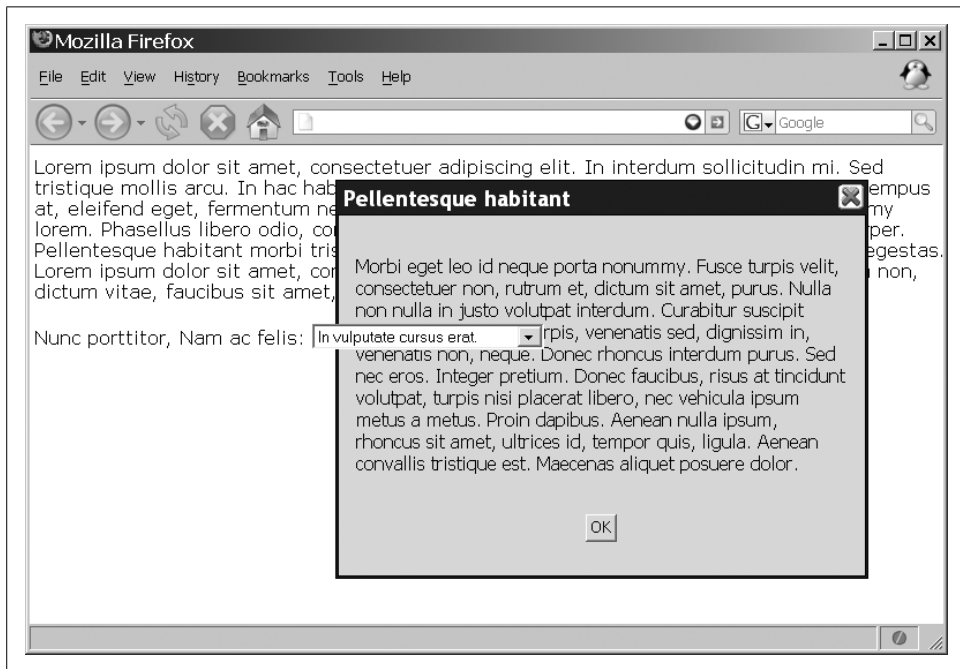 Mozilla Firefox
File Edit View History Bookmarks Tools Help
G Google
Lorem ipsum dolor sit amet, consectetuer adipiscing elit. In interdum sollicitudin mi. Sed
tristique mollis arcu. In hac hab empus
at, eleifend eget, fermentum ne my
lorem. Phasellus libero odio, cor per.
Pellentesque habitant morbi tris egestas.
Lorem ipsum dolor sit amet, cor non,
dictum vitae, faucibus sit amet,
Nunc porttitor, Nam ac felis: In vulputate cursus erat.
Pellentesque habitant
Morbi eget leo id neque porta nonummy. Fusce turpis velit,
consectetuer non, rutrum et, dictum sit amet, purus. Nulla
non nulla in justo volutpat interdum. Curabitur suscipit
rpis, venenatis sed, dignissim in,
venenatis non, neque. Donec rhoncus interdum purus. Sed
nec eros. Integer pretium. Donec faucibus, risus at tincidunt
volutpat, turpis nisi placerat libero, nec vehicula ipsum
metus a metus. Proin dapibus. Aenean nulla ipsum,
rhoncus sit amet, ultrices id, tempor quis, ligula. Aenean
convallis tristique est. Maecenas aliquet posuere dolor.
OK